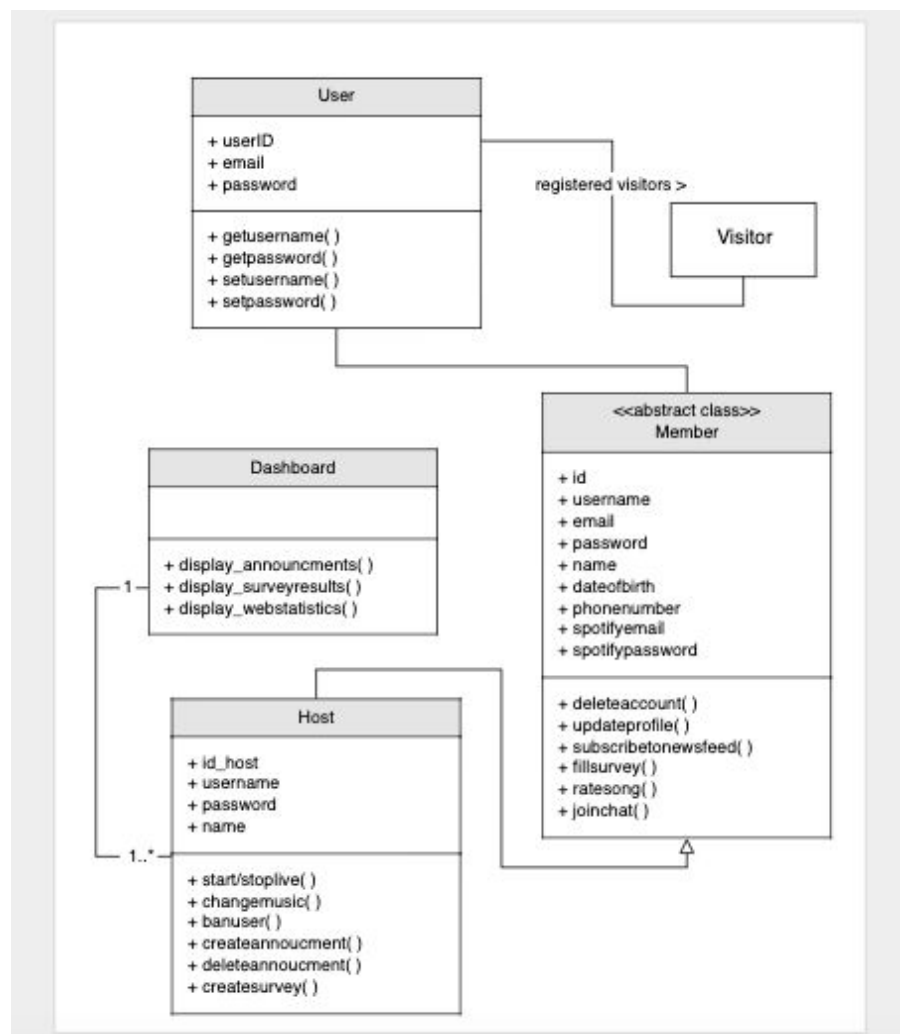 User
+ userID
+ email
+ password
+ getusername( )
+ getpassword( )
+ setusername( )
+ setpassword( )
registered visitors >
Visitor
<<abstract class>>
Member
+ id
+ username
+ email
+ password
+ name
+ dateofbirth
+ phonenumber
+ spotifyemail
+ spotifypassword
+ deleteaccount( )
+ updateprofile( )
+ subscribetonewsfeed( )
+ fillsurvey( )
+ ratesong( )
+ joinchat( )
Dashboard
+ display_announcments( )
+ display_surveyresults( )
+ display_webstatistics( )
1
Host
+ id_host
+ username
+ password
+ name
1..*
+ start/stoplive( )
+ changemusic( )
+ banuser( )
+ createannoucment( )
+ deleteannoucment( )
+ createsurvey( )